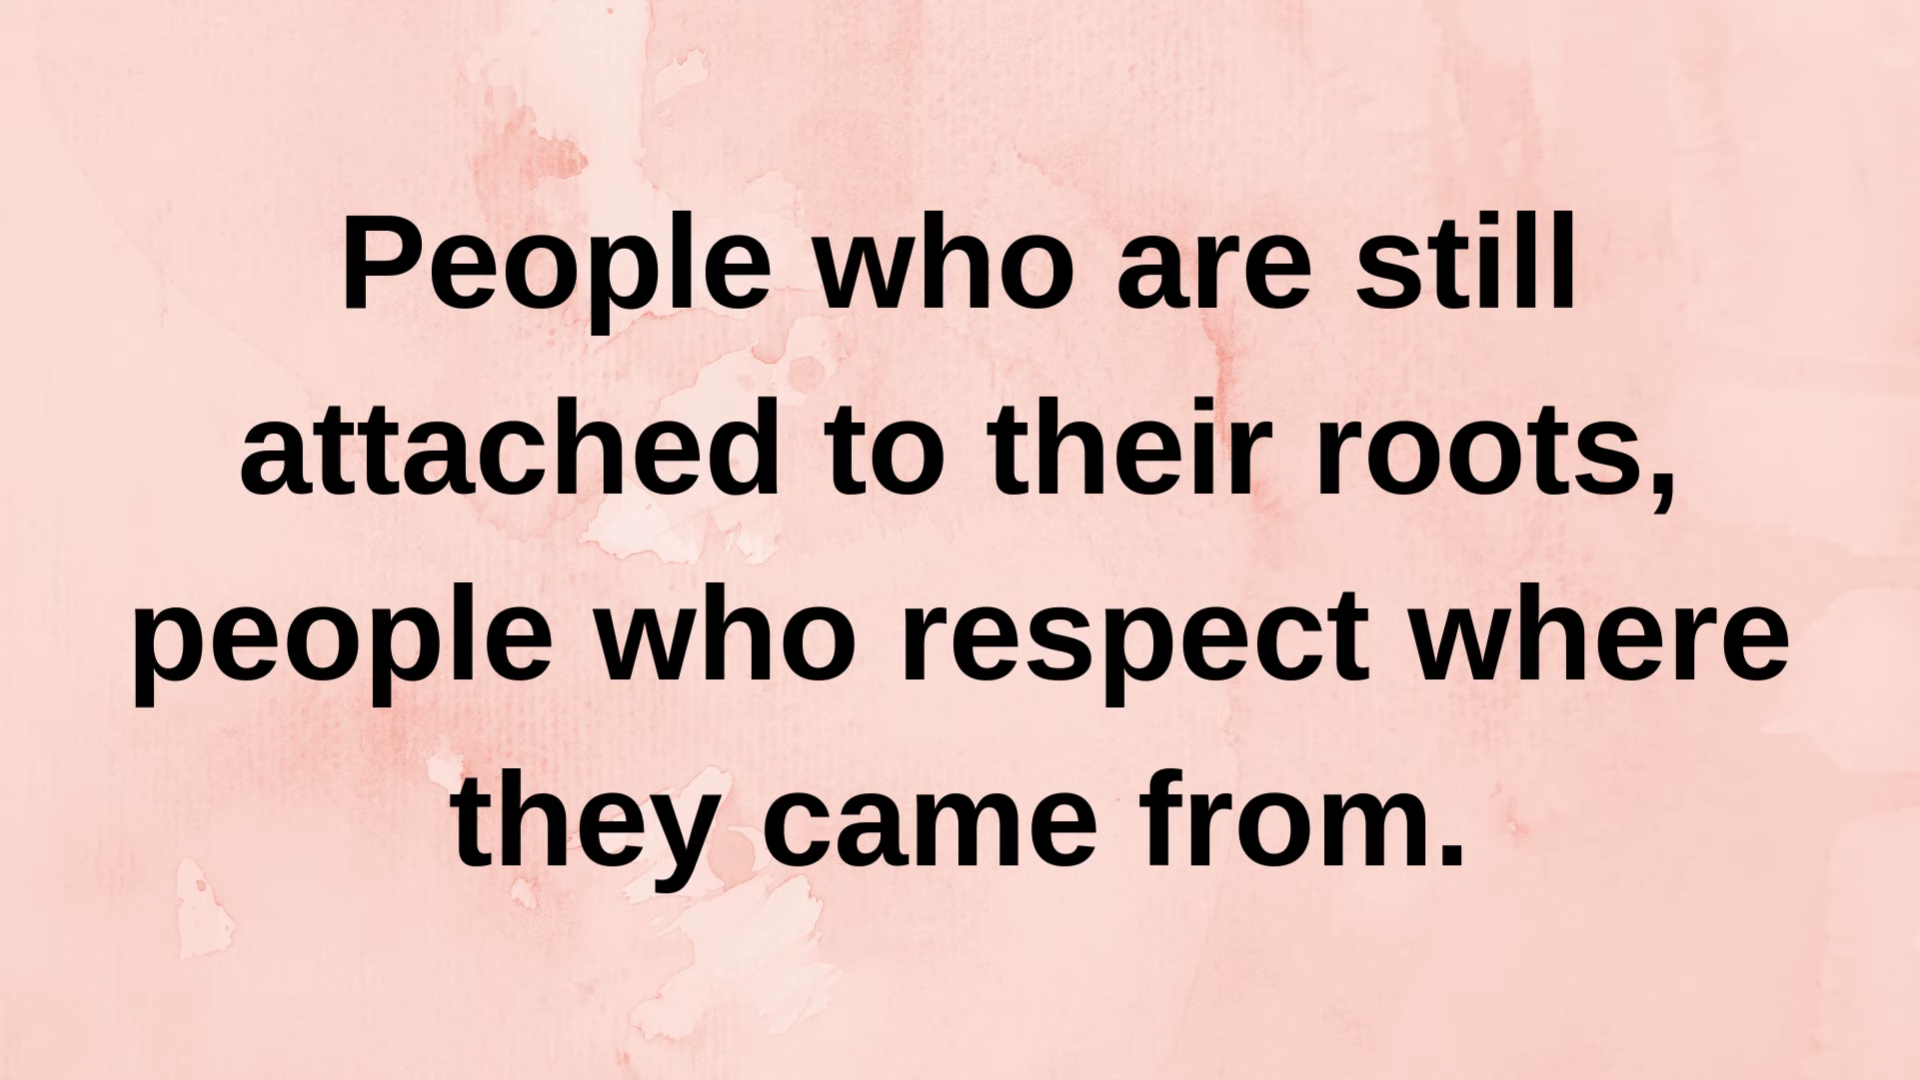 People who are still
attached to their roots,
people who respect where
they came from.